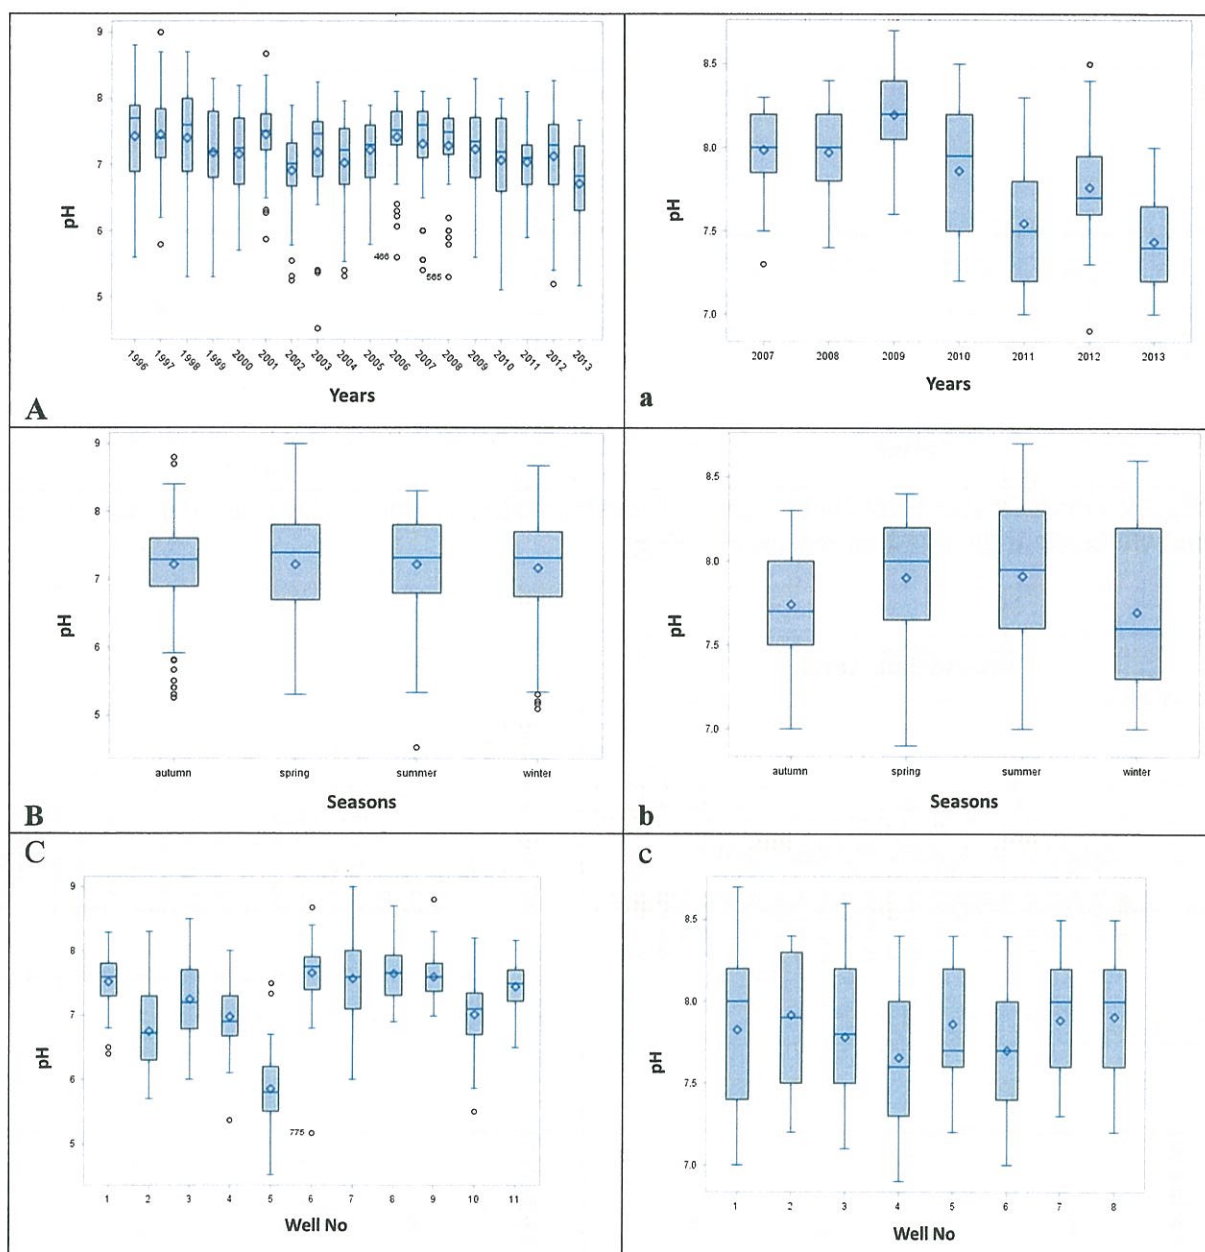 9
8
7
6
5
pH
466
565
1996 1997 1998 1999 2000 2001 2002 2003 2004 2005 2006 2007 2008 2009 2010 2011 2012 2013
Years
A
8.5
8.0
7.5
7.0
pH
2007 2008 2009 2010 2011 2012 2013
Years
a
9
8
7
6
5
pH
autumn spring summer winter
Seasons
B
8.5
8.0
7.5
7.0
pH
autumn spring summer winter
Seasons
b
C
9
8
7
6
5
pH
775
1 2 3 4 5 6 7 8 9 10 11
Well No
c
8.5
8.0
7.5
7.0
pH
1 2 3 4 5 6 7 8
Well No